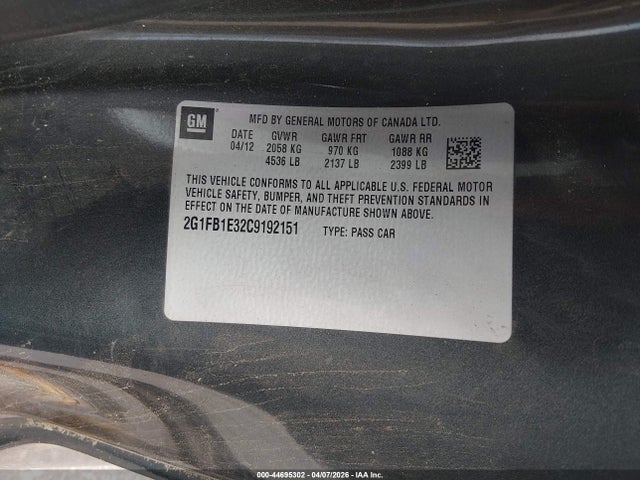 GM
MFD BY GENERAL MOTORS OF CANADA LTD.
DATE GVWR GAWR FRT GAWR RR
04/12 2058 KG 970 KG 1088 KG
4536 LB 2137 LB 2399 LB
THIS VEHICLE CONFORMS TO ALL APPLICABLE U.S. FEDERAL MOTOR
VEHICLE SAFETY, BUMPER, AND THEFT PREVENTION STANDARDS IN
EFFECT ON THE DATE OF MANUFACTURE SHOWN ABOVE.
2G1FB1E32C9192151 TYPE: PASS CAR
000-44695302 - 04/07/2026 - IAA Inc.